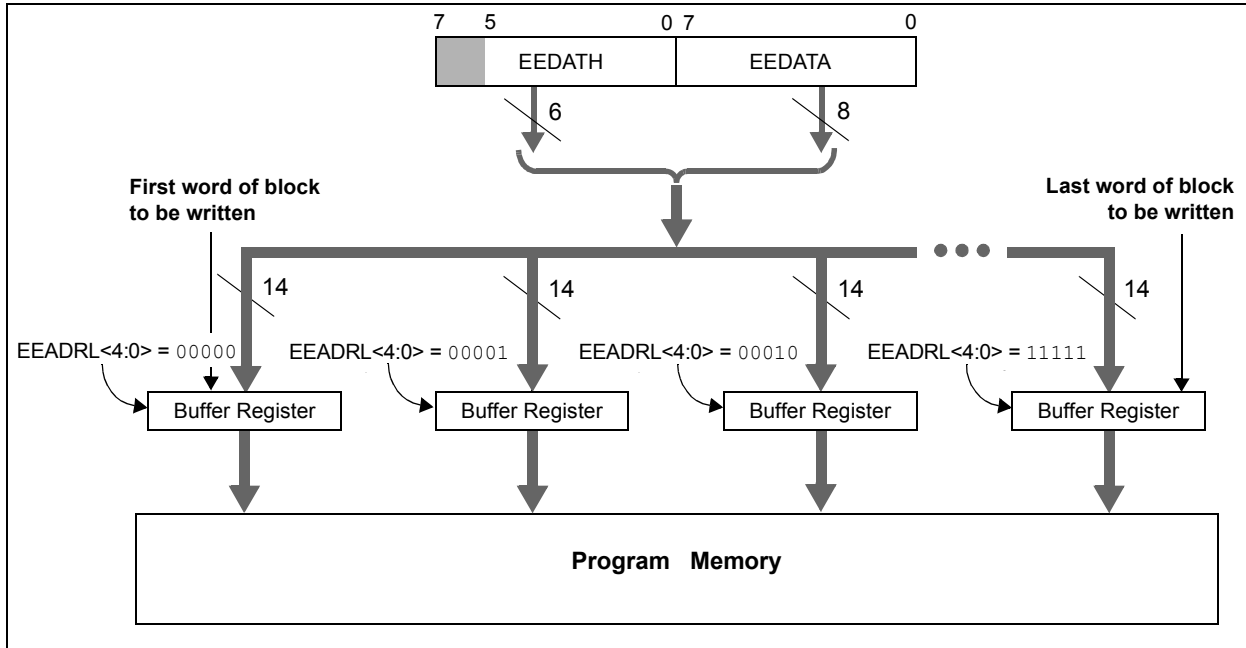 7 5 0 7 0
EEDATH EEDATA
6 8
First word of block
to be written
Last word of block
to be written
14 14 14 14
EEADRL<4:0> = 00000 EEADRL<4:0> = 00001 EEADRL<4:0> = 00010 EEADRL<4:0> = 11111
Buffer Register Buffer Register Buffer Register Buffer Register
Program Memory